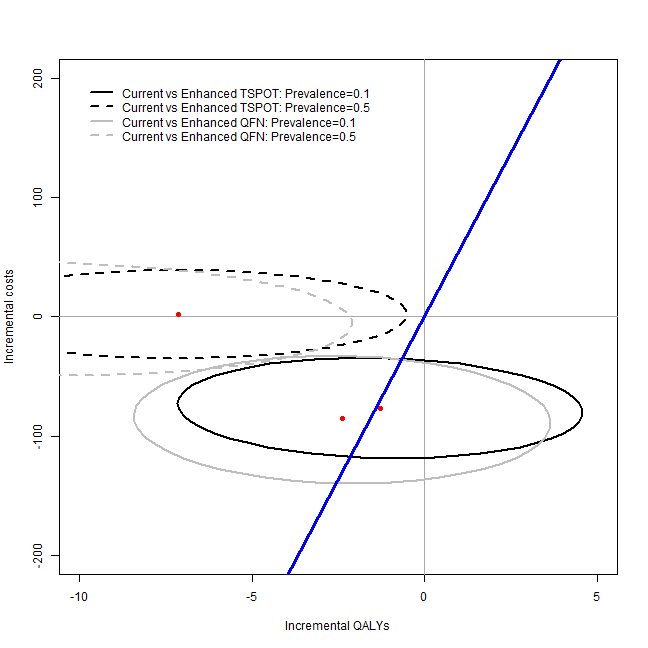 Current vs Enhanced TSPOT: Prevalence=0.1
Current vs Enhanced TSPOT: Prevalence=0.5
Current vs Enhanced QFN: Prevalence=0.1
Current vs Enhanced QFN: Prevalence=0.5
Incremental costs
200
100
0
-100
-200
-10
-5
0
5
Incremental QALYs